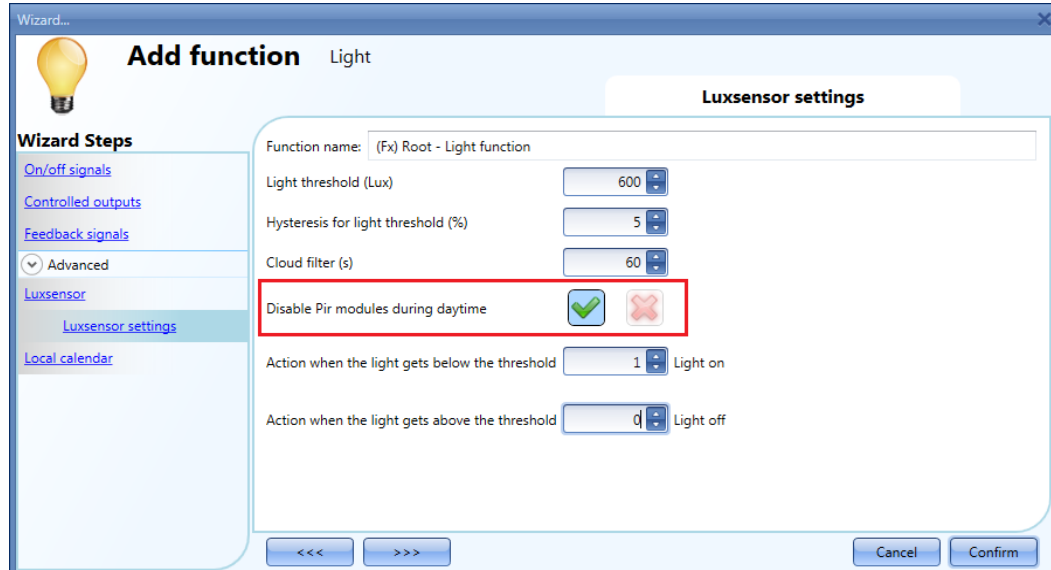 Wizard...
Add function Light
Luxsensor settings
Wizard Steps
On/off signals
Controlled outputs
Feedback signals
Advanced
Luxsensor
Luxsensor settings
Local calendar
Function name: (Fx) Root - Light function
Light threshold (Lux) 600
Hysteresis for light threshold (%) 5
Cloud filter (s) 60
Disable Pir modules during daytime
Action when the light gets below the threshold 1 Light on
Action when the light gets above the threshold 0 Light off
<<< >>> Cancel Confirm